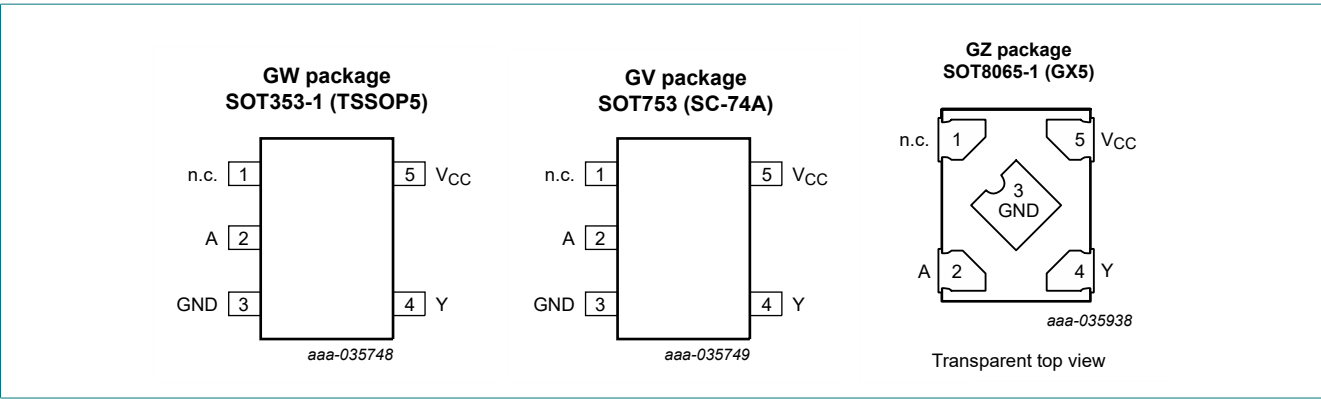 GW package
SOT353-1 (TSSOP5)
n.c. 1
5 VCC
A 2
GND 3
4 Y
aaa-035748
GV package
SOT753 (SC-74A)
n.c. 1
5 VCC
A 2
GND 3
4 Y
aaa-035749
GZ package
SOT8065-1 (GX5)
n.c. 1
5 VCC
3
GND
A 2
4 Y
aaa-035938
Transparent top view